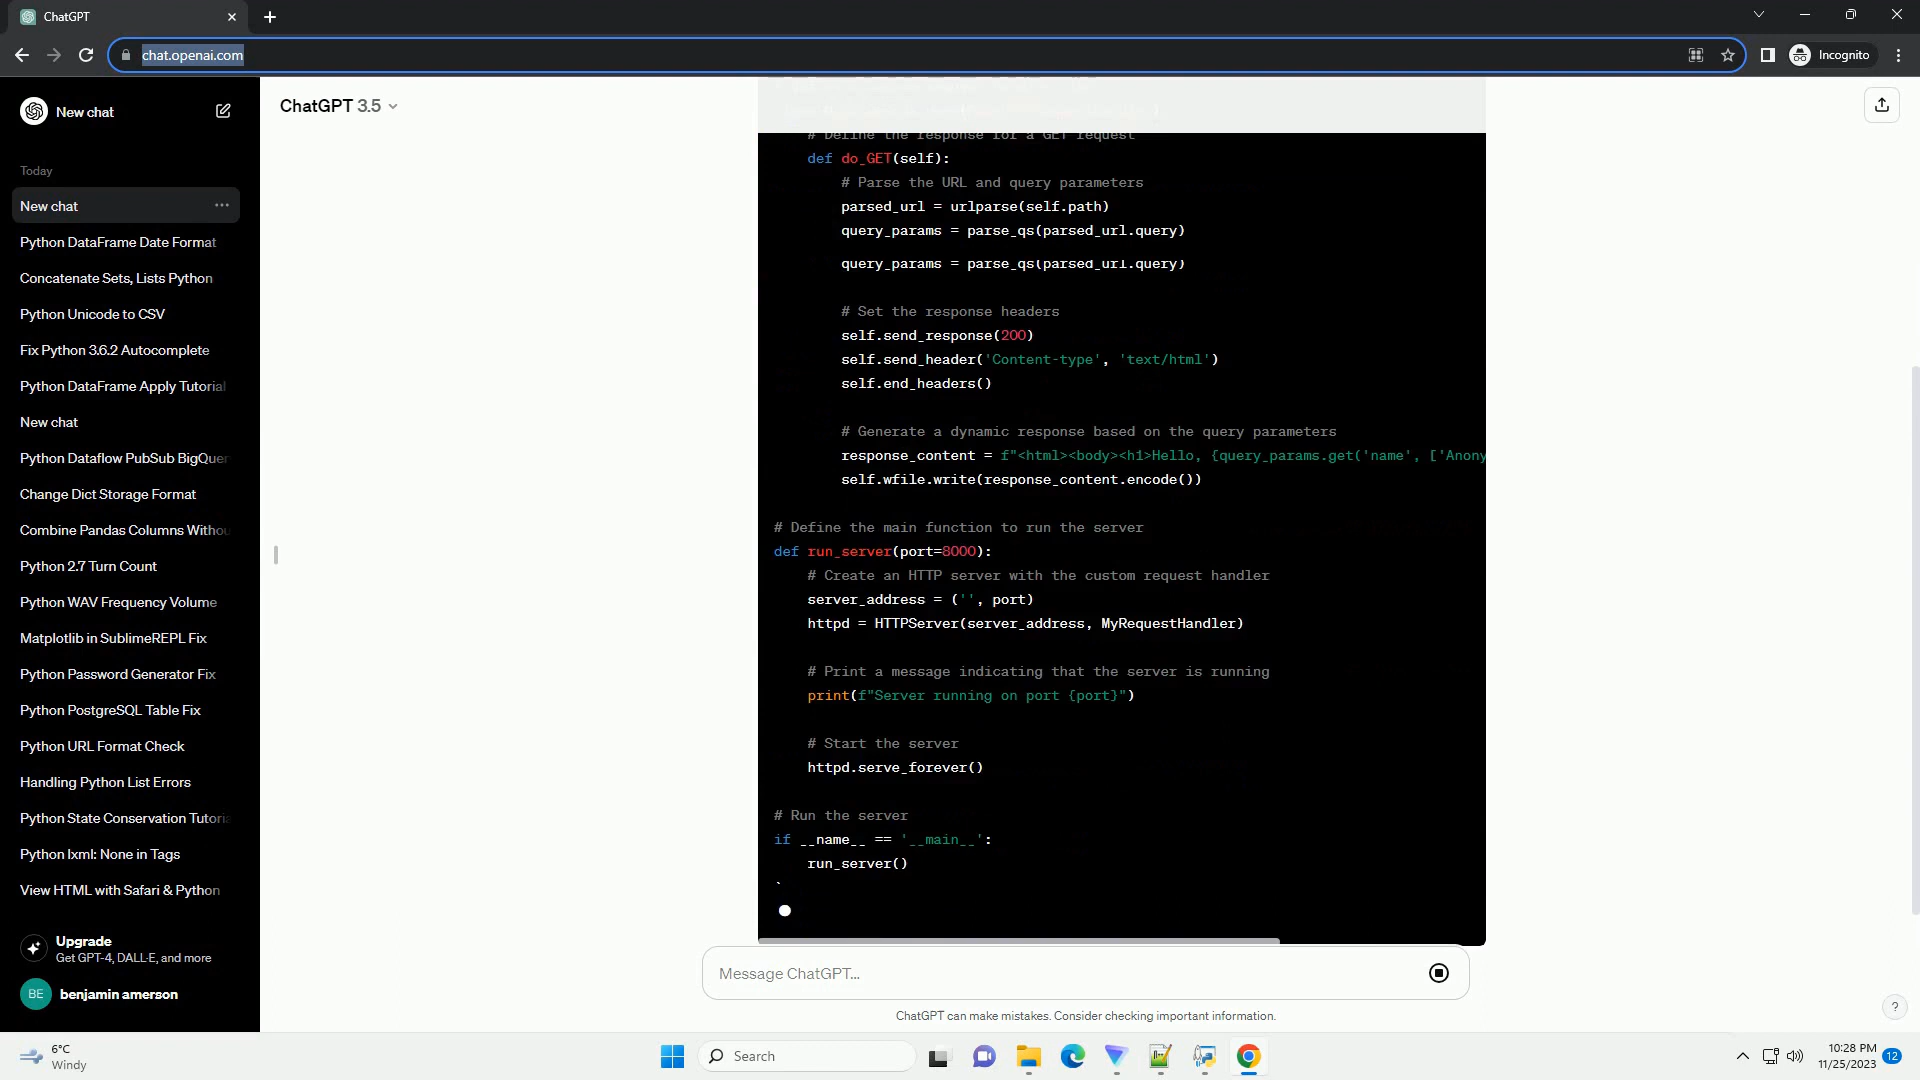 ChatGPT
chat.openai.com
Incognito
New chat
ChatGPT 3.5
Today
New chat
Python DataFrame Date Format
Concatenate Sets, Lists Python
Python Unicode to CSV
Fix Python 3.6.2 Autocomplete
Python DataFrame Apply Tutorial
New chat
Python Dataflow PubSub BigQuer
Change Dict Storage Format
Combine Pandas Columns Withou
Python 2.7 Turn Count
Python WAV Frequency Volume
Matplotlib in SublimeREPL Fix
Python Password Generator Fix
Python PostgreSQL Table Fix
Python URL Format Check
Handling Python List Errors
Python State Conservation Tutoria
Python lxml: None in Tags
View HTML with Safari & Python
Upgrade
Get GPT-4, DALL·E, and more
BE
benjamin amerson
# Define the response for a GET request
def do_GET(self):
# Parse the URL and query parameters
parsed_url = urlparse(self.path)
query_params = parse_qs(parsed_url.query)
query_params = parse_qs(parsed_url.query)
# Set the response headers
self.send_response(200)
self.send_header('Content-type', 'text/html')
self.end_headers()
# Generate a dynamic response based on the query parameters
response_content = f"<html><body><h1>Hello, {query_params.get('name', ['Anony
self.wfile.write(response_content.encode())
# Define the main function to run the server
def run_server(port=8000):
# Create an HTTP server with the custom request handler
server_address = ('', port)
httpd = HTTPServer(server_address, MyRequestHandler)
# Print a message indicating that the server is running
print(f"Server running on port {port}")
# Start the server
httpd.serve_forever()
# Run the server
if __name__ == '__main__':
run_server()
`
Message ChatGPT...
ChatGPT can make mistakes. Consider checking important information.
?
6°C
Windy
Search
10:28 PM
11/25/2023
12